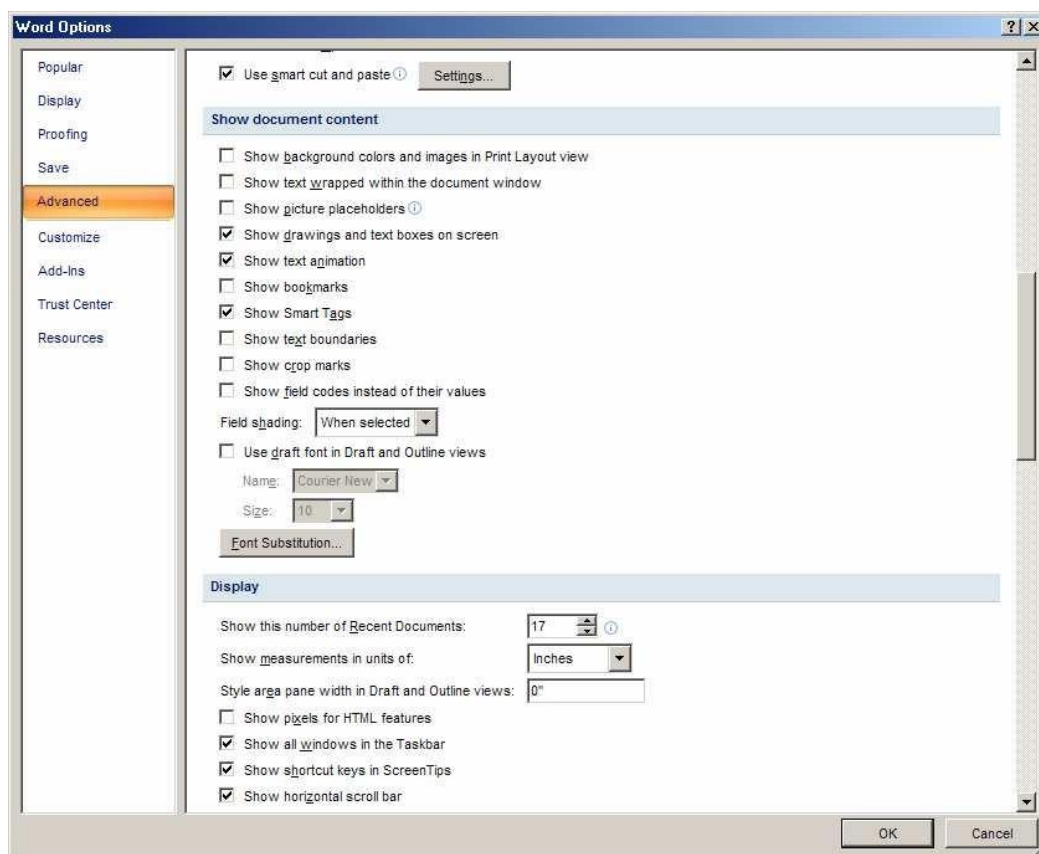 Word Options
Popular
Display
Proofing
Save
Advanced
Customize
Add-Ins
Trust Center
Resources
Use smart cut and paste Settings...
Show document content
Show background colors and images in Print Layout view
Show text wrapped within the document window
Show picture placeholders
Show drawings and text boxes on screen
Show text animation
Show bookmarks
Show Smart Tags
Show text boundaries
Show crop marks
Show field codes instead of their values
Field shading: When selected
Use draft font in Draft and Outline views
Name: Courier New
Size: 10
Font Substitution...
Display
Show this number of Recent Documents: 17
Show measurements in units of: Inches
Style area pane width in Draft and Outline views: 0"
Show pixels for HTML features
Show all windows in the Taskbar
Show shortcut keys in ScreenTips
Show horizontal scroll bar
OK Cancel